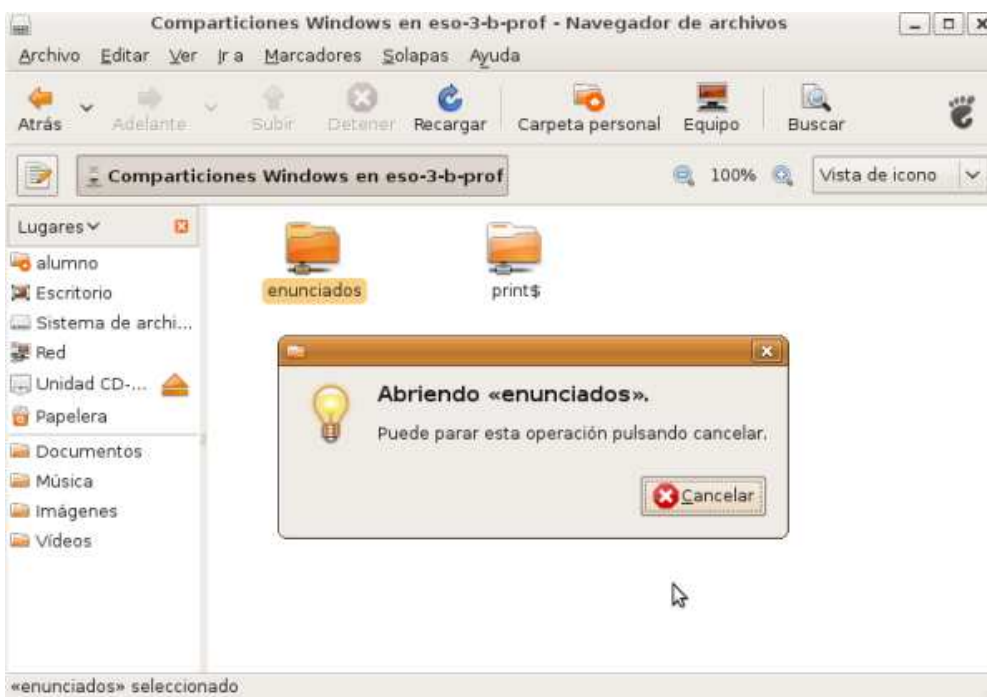 Comparticiones Windows en eso-3-b-prof - Navegador de archivos
Archivo Editar Ver Ir a Marcadores Solapas Ayuda
Atrás Adelante Subir Detener Recargar Carpeta personal Equipo Buscar
Comparticiones Windows en eso-3-b-prof 100% Vista de icono
Lugares
alumno
Escritorio
Sistema de archi...
Red
Unidad CD-...
Papelera
Documentos
Música
Imágenes
Vídeos
enunciados print$
Abriendo «enunciados».
Puede parar esta operación pulsando cancelar.
Cancelar
«enunciados» seleccionado